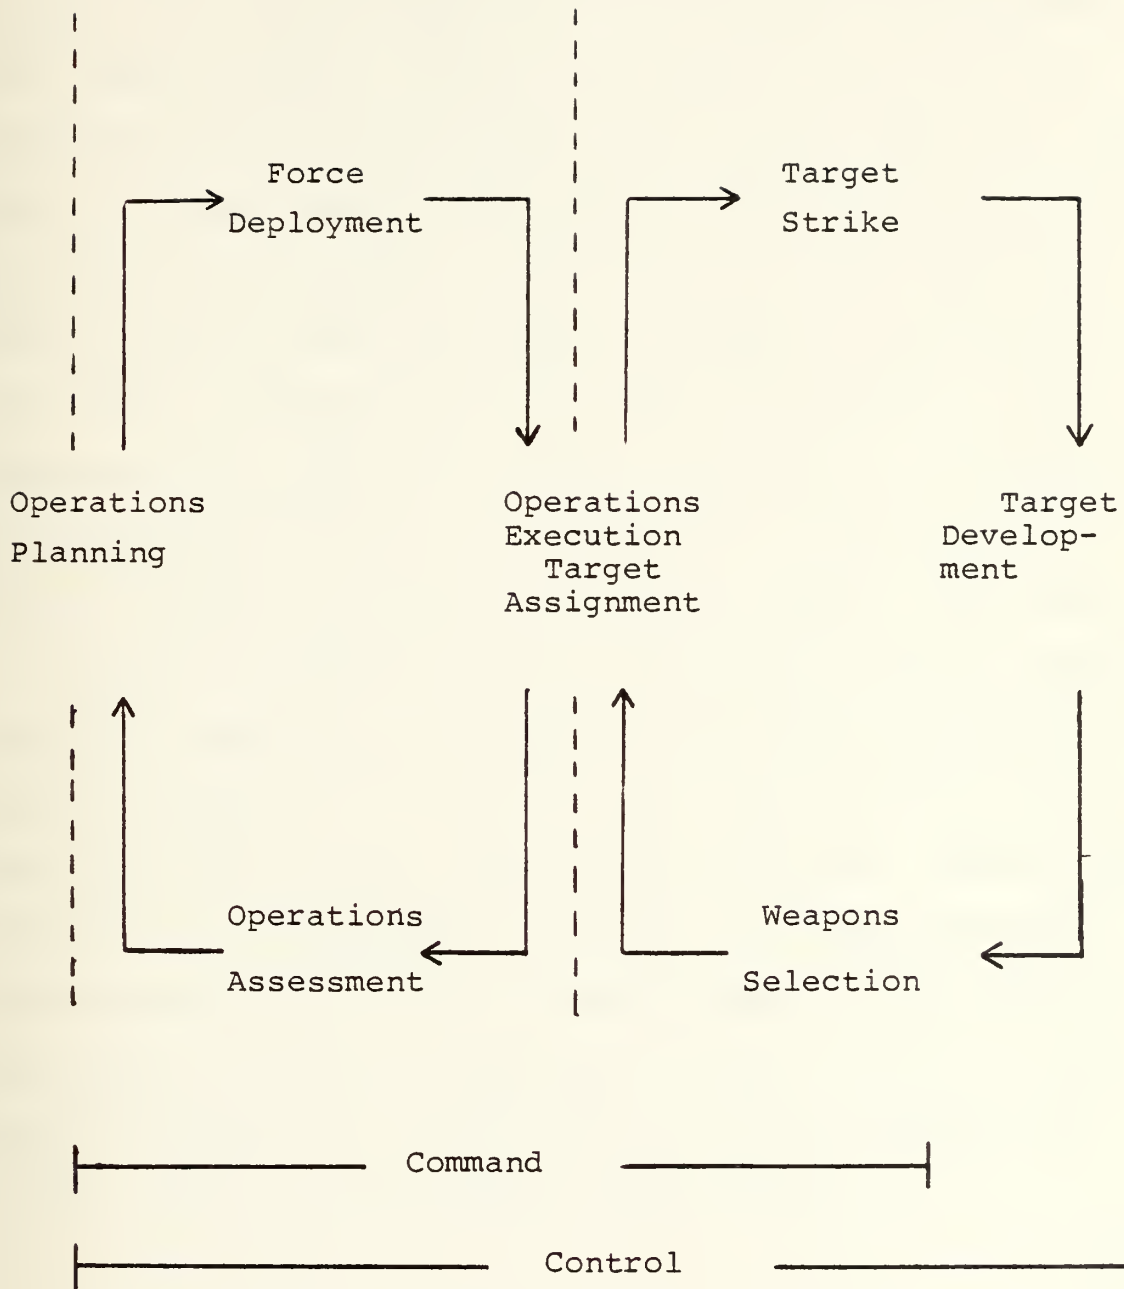 Force
Deployment
Target
Strike
Operations
Planning
Operations
Execution
Target
Assignment
Target
Develop-
ment
Operations
Assessment
Weapons
Selection
Command
Control